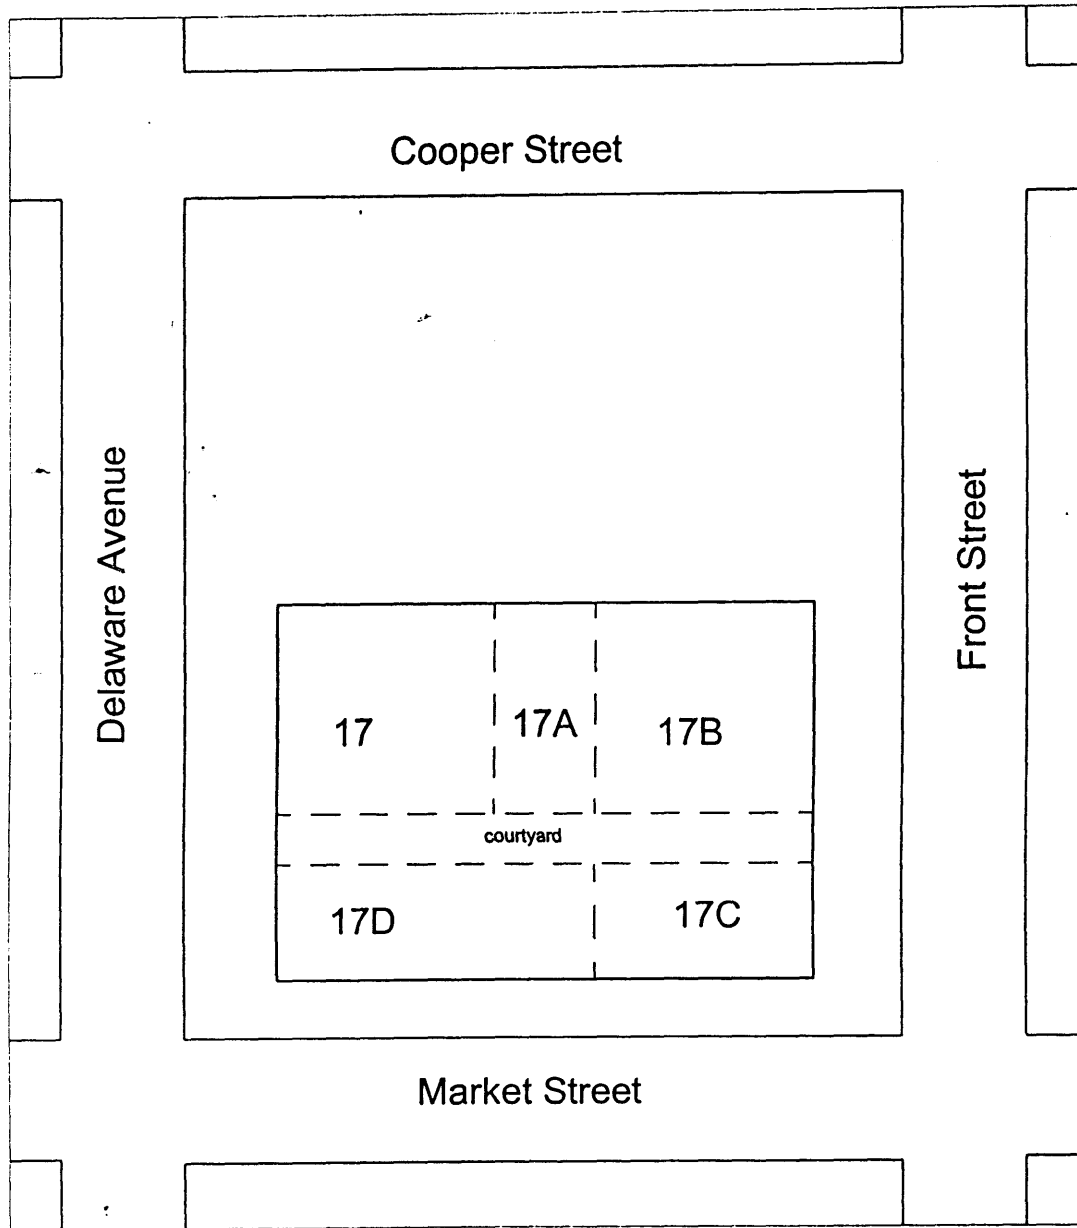 Cooper Street
Delaware Avenue
Front Street
17
17A
17B
courtyard
17D
17C
Market Street